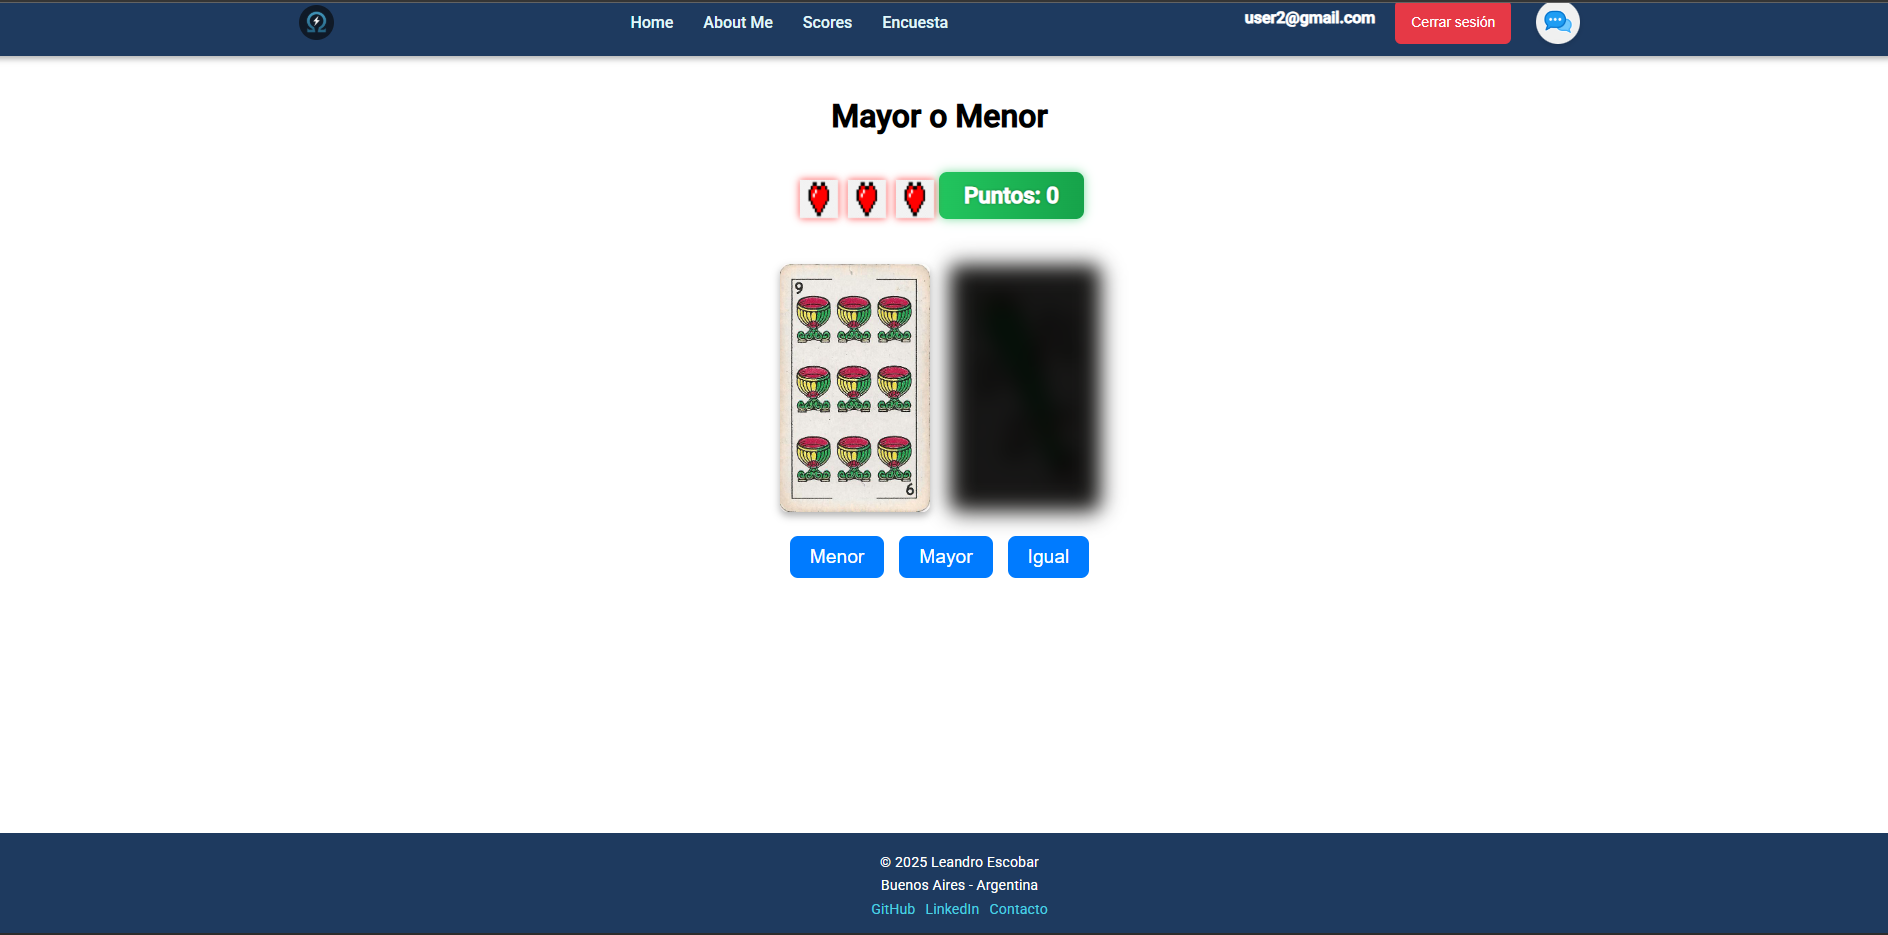 Home About Me Scores Encuesta user2@gmail.com Cerrar sesión
Mayor o Menor
Puntos: 0
9
9
Menor Mayor Igual
© 2025 Leandro Escobar
Buenos Aires - Argentina
GitHub LinkedIn Contacto